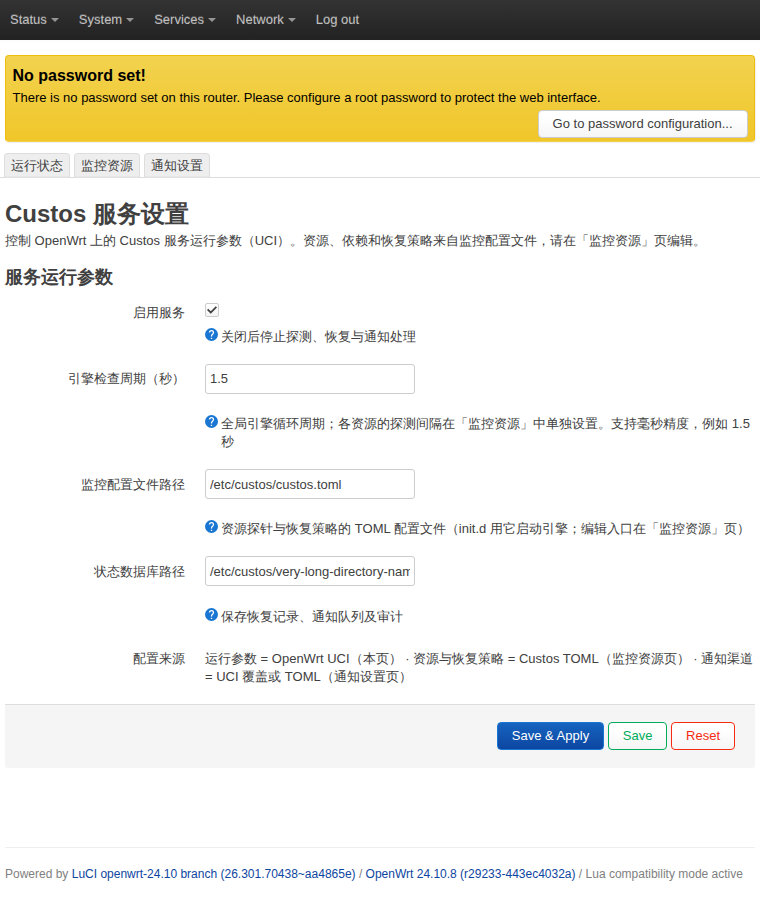 Status System Services Network Log out
No password set!
There is no password set on this router. Please configure a root password to protect the web interface.
Go to password configuration...
运行状态 监控资源 通知设置
Custos 服务设置
控制 OpenWrt 上的 Custos 服务运行参数（UCI）。资源、依赖和恢复策略来自监控配置文件，请在「监控资源」页编辑。
服务运行参数
启用服务
关闭后停止探测、恢复与通知处理
引擎检查周期（秒） 1.5
全局引擎循环周期；各资源的探测间隔在「监控资源」中单独设置。支持毫秒精度，例如 1.5
秒
监控配置文件路径 /etc/custos/custos.toml
资源探针与恢复策略的 TOML 配置文件（init.d 用它启动引擎；编辑入口在「监控资源」页）
状态数据库路径 /etc/custos/very-long-directory-nam
保存恢复记录、通知队列及审计
配置来源 运行参数 = OpenWrt UCI（本页） · 资源与恢复策略 = Custos TOML（监控资源页） · 通知渠道
= UCI 覆盖或 TOML（通知设置页）
Save & Apply Save Reset
Powered by LuCI openwrt-24.10 branch (26.301.70438~aa4865e) / OpenWrt 24.10.8 (r29233-443ec4032a) / Lua compatibility mode active